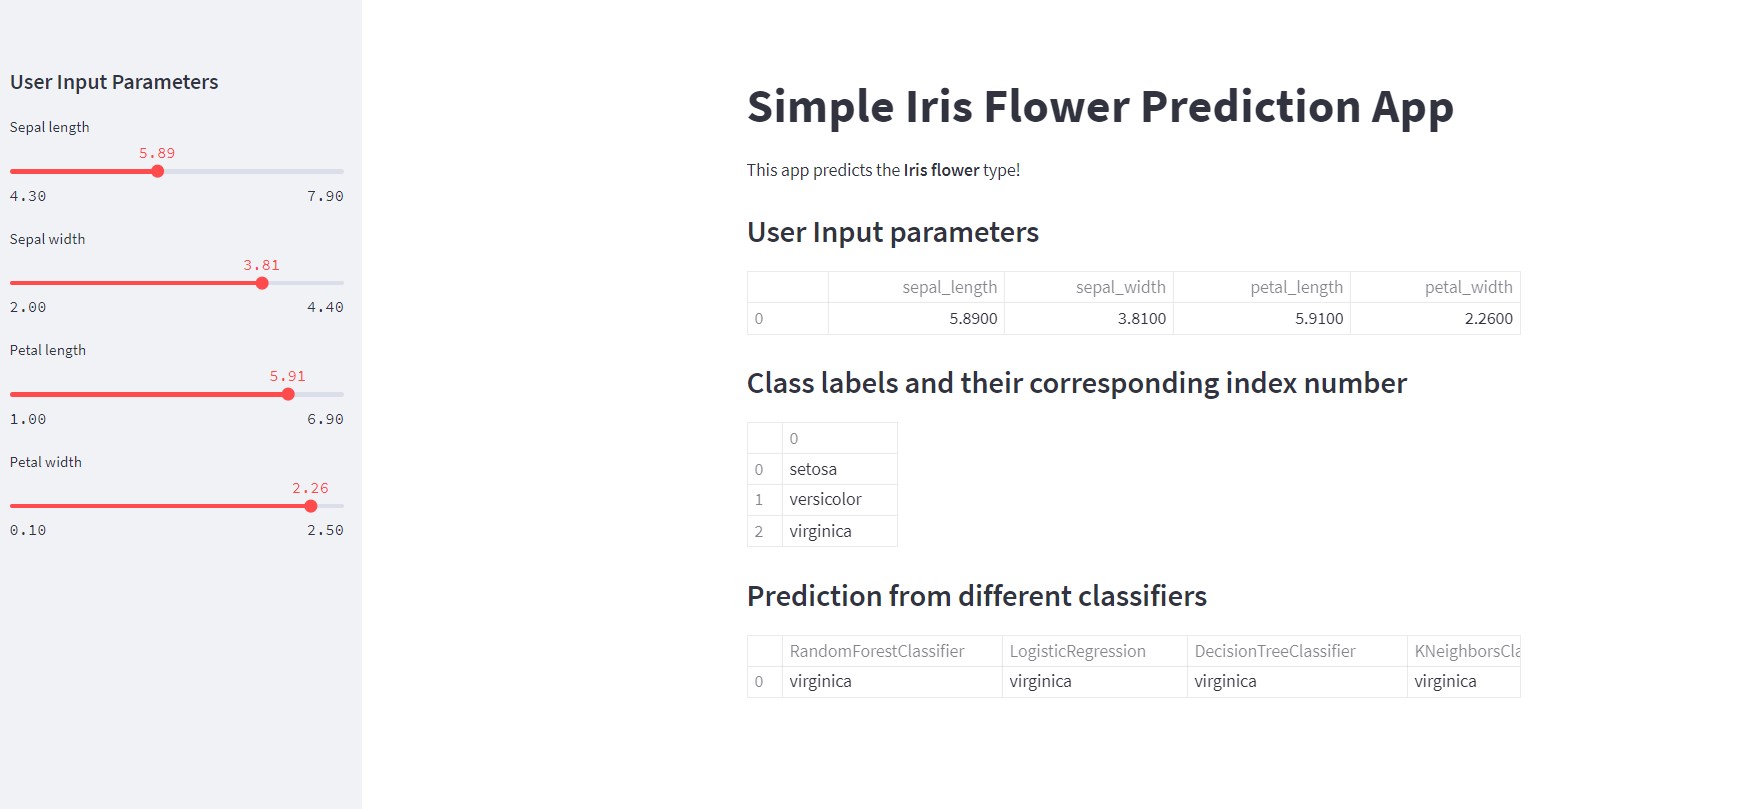 User Input Parameters
Sepal length
5.89
4.30 7.90
Sepal width
3.81
2.00 4.40
Petal length
5.91
1.00 6.90
Petal width
2.26
0.10 2.50
Simple Iris Flower Prediction App
This app predicts the Iris flower type!
User Input parameters
sepal_length sepal_width petal_length petal_width
0 5.8900 3.8100 5.9100 2.2600
Class labels and their corresponding index number
0
0 setosa
1 versicolor
2 virginica
Prediction from different classifiers
RandomForestClassifier LogisticRegression DecisionTreeClassifier KNeighborsCla
0 virginica virginica virginica virginica